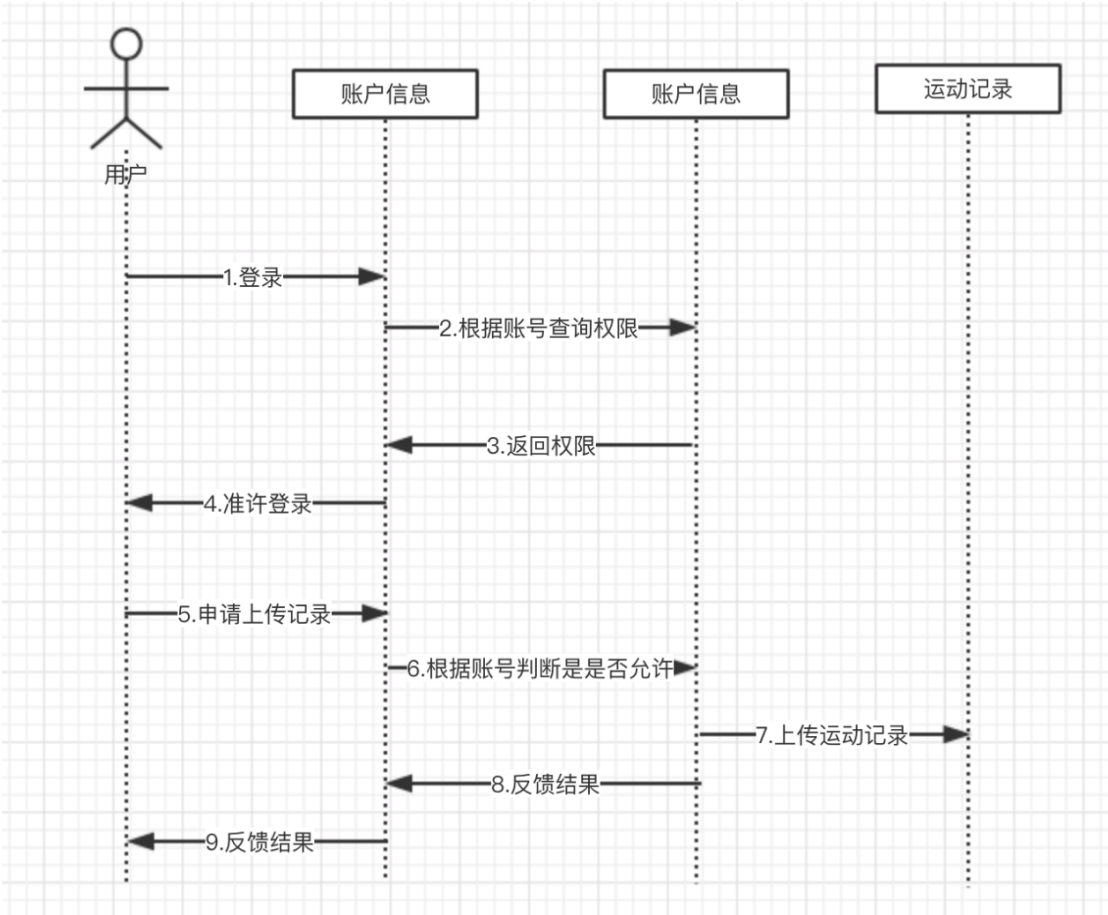 账户信息
账户信息
运动记录
用户
1.登录
2.根据账号查询权限
3.返回权限
4.准许登录
5.申请上传记录
6.根据账号判断是是否允许
7.上传运动记录
8.反馈结果
9.反馈结果